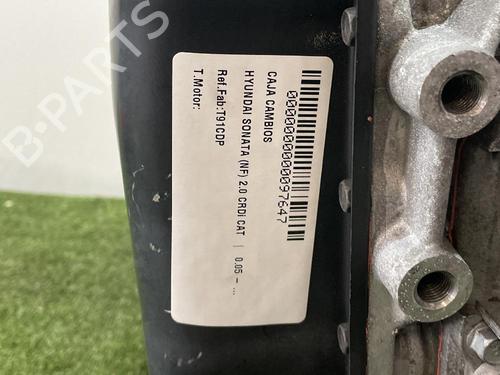 0000000000097647
CAJA CAMBIOS
HYUNDAI SONATA (NF) 2.0 CRDi CAT | 0.05 - ...
Ref.Fab:T91CDP
T.Motor:
B-PARTS